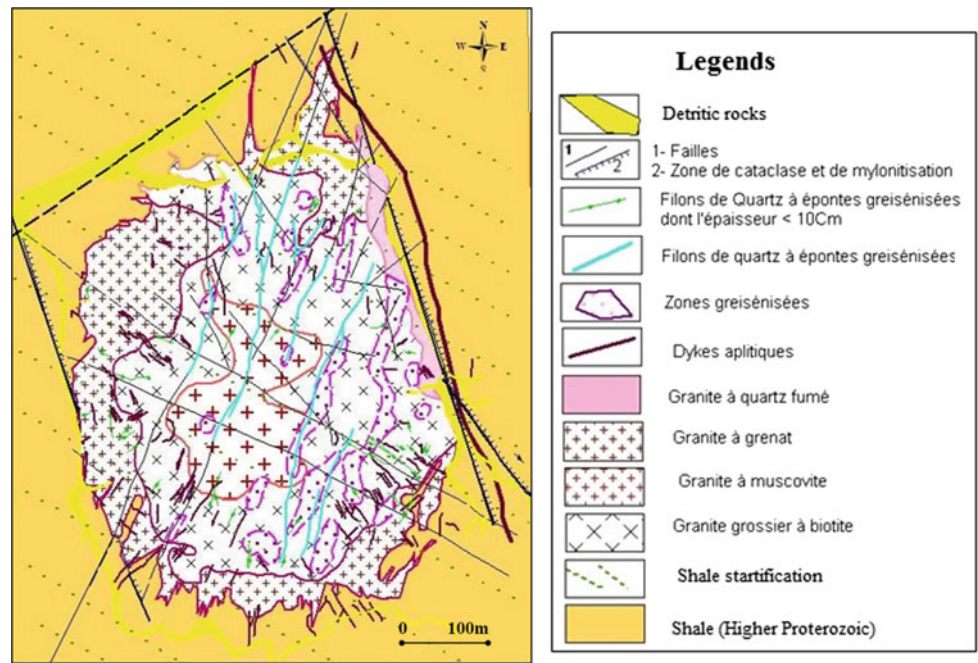 N
W E
S
0 100m
Legends
Detritic rocks
1
2
1- Failles
2- Zone de cataclase et de mylonitisation
Filons de Quartz à épontes greisénisées
dont l'épaisseur < 10Cm
Filons de quartz à épontes greisénisées
Zones greisénisées
Dykes aplitiques
Granite à quartz fumé
Granite à grenat
Granite à muscovite
Granite grossier à biotite
Shale startification
Shale (Higher Proterozoic)